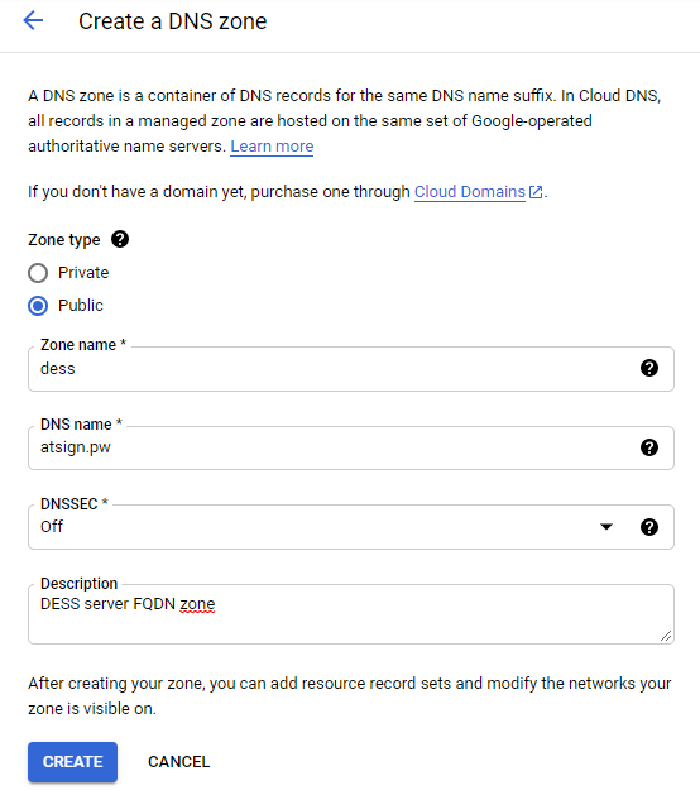 Create a DNS zone
A DNS zone is a container of DNS records for the same DNS name suffix. In Cloud DNS,
all records in a managed zone are hosted on the same set of Google-operated
authoritative name servers. Learn more
If you don't have a domain yet, purchase one through Cloud Domains.
Zone type ?
Private
Public
Zone name *
dess ?
DNS name *
atsign.pw ?
DNSSEC *
Off ?
Description
DESS server FQDN zone
After creating your zone, you can add resource record sets and modify the networks your
zone is visible on.
CREATE CANCEL